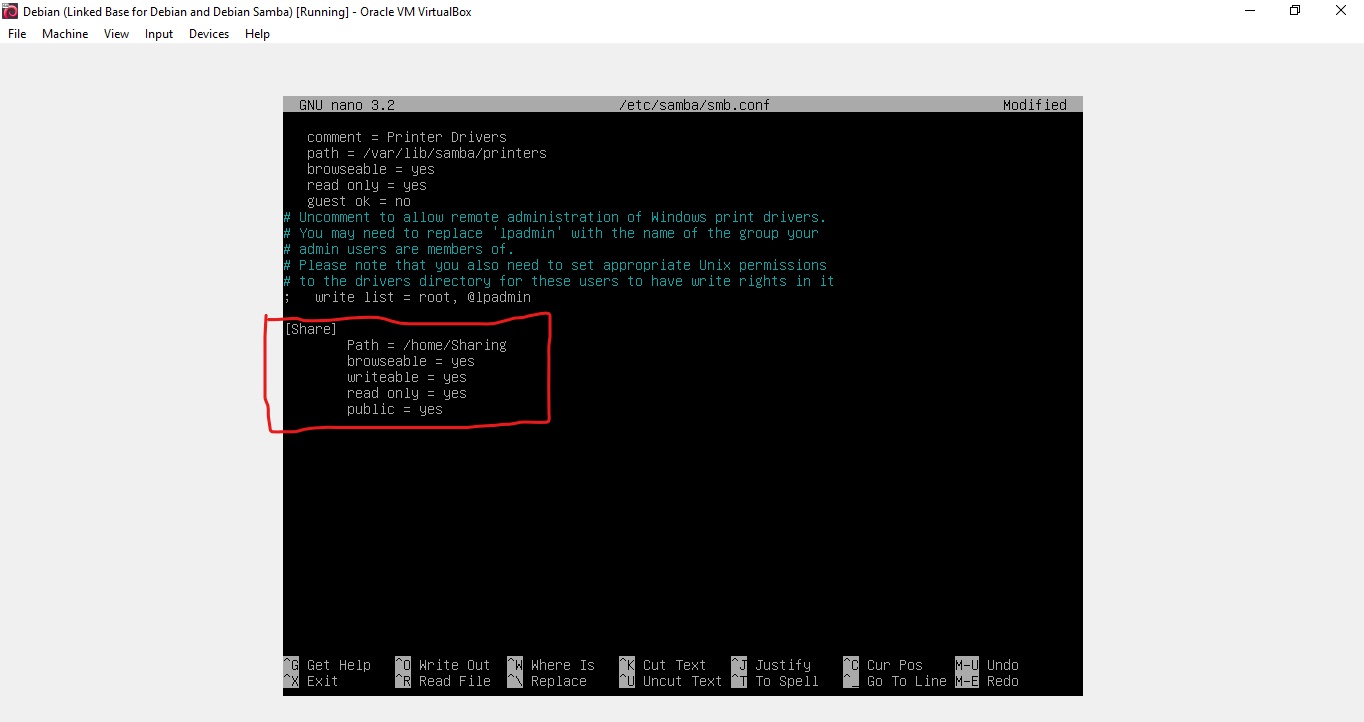 Debian (Linked Base for Debian and Debian Samba) [Running] - Oracle VM VirtualBox
File Machine View Input Devices Help
GNU nano 3.2 /etc/samba/smb.conf Modified
comment = Printer Drivers
path = /var/lib/samba/printers
browseable = yes
read only = yes
guest ok = no
# Uncomment to allow remote administration of Windows print drivers.
# You may need to replace 'lpadmin' with the name of the group your
# admin users are members of.
# Please note that you also need to set appropriate Unix permissions
# to the drivers directory for these users to have write rights in it
; write list = root, @lpadmin
[Share]
Path = /home/Sharing
browseable = yes
writeable = yes
read only = yes
public = yes
^G Get Help ^O Write Out ^W Where Is ^K Cut Text ^J Justify ^C Cur Pos M-U Undo
^X Exit ^R Read File ^\ Replace ^U Uncut Text ^T To Spell ^_ Go To Line M-E Redo